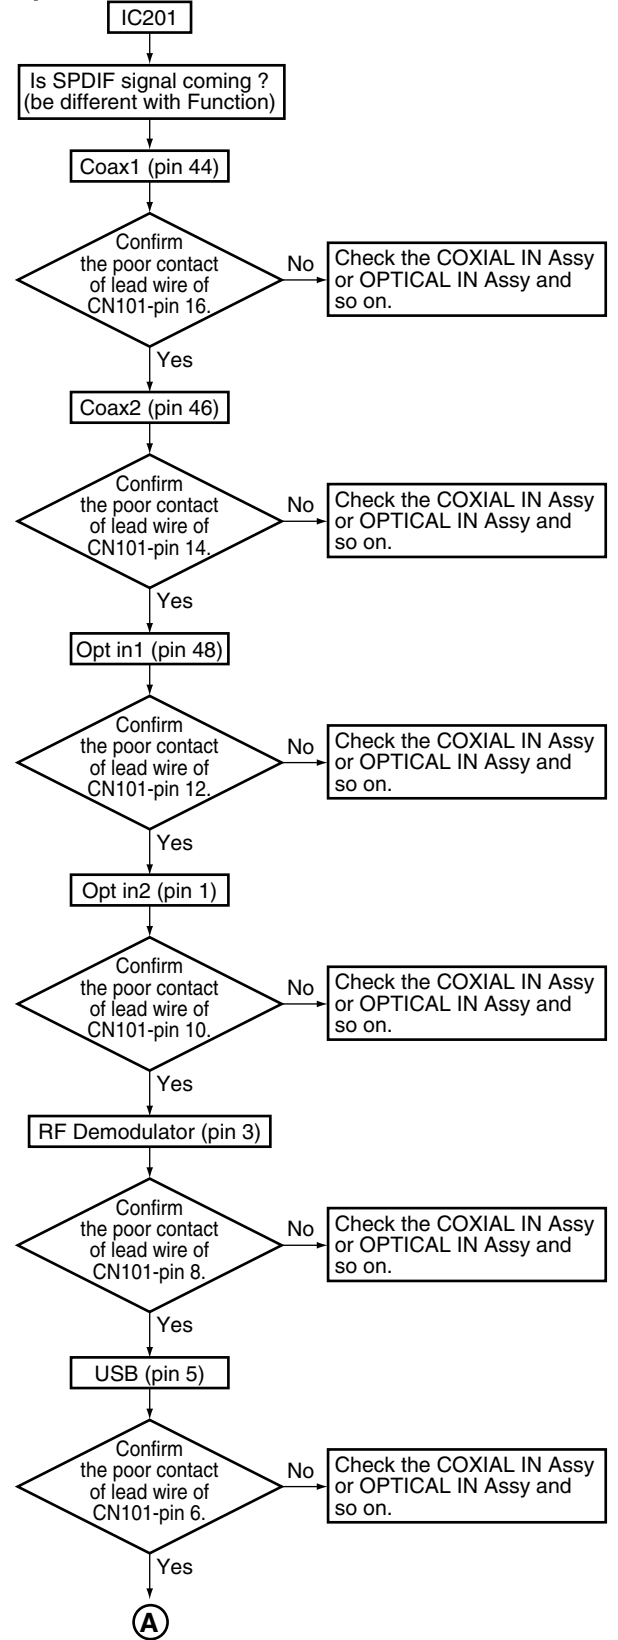 IC201
Is SPDIF signal coming ?
(be different with Function)
Coax1 (pin 44)
Confirm
the poor contact
of lead wire of
CN101-pin 16.
No
Check the COXIAL IN Assy
or OPTICAL IN Assy and
so on.
Yes
Coax2 (pin 46)
Confirm
the poor contact
of lead wire of
CN101-pin 14.
No
Check the COXIAL IN Assy
or OPTICAL IN Assy and
so on.
Yes
Opt in1 (pin 48)
Confirm
the poor contact
of lead wire of
CN101-pin 12.
No
Check the COXIAL IN Assy
or OPTICAL IN Assy and
so on.
Yes
Opt in2 (pin 1)
Confirm
the poor contact
of lead wire of
CN101-pin 10.
No
Check the COXIAL IN Assy
or OPTICAL IN Assy and
so on.
Yes
RF Demodulator (pin 3)
Confirm
the poor contact
of lead wire of
CN101-pin 8.
No
Check the COXIAL IN Assy
or OPTICAL IN Assy and
so on.
Yes
USB (pin 5)
Confirm
the poor contact
of lead wire of
CN101-pin 6.
No
Check the COXIAL IN Assy
or OPTICAL IN Assy and
so on.
Yes
A